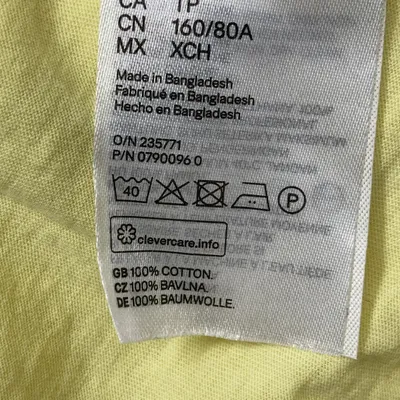 CA TP
CN 160/80A
MX XCH
Made in Bangladesh
Fabriqué en Bangladesh
Hecho en Bangladesh
O/N 235771
P/N 0790096 0
40 P
clevercare.info
GB 100% COTTON.
CZ 100% BAVLNA.
DE 100% BAUMWOLLE.